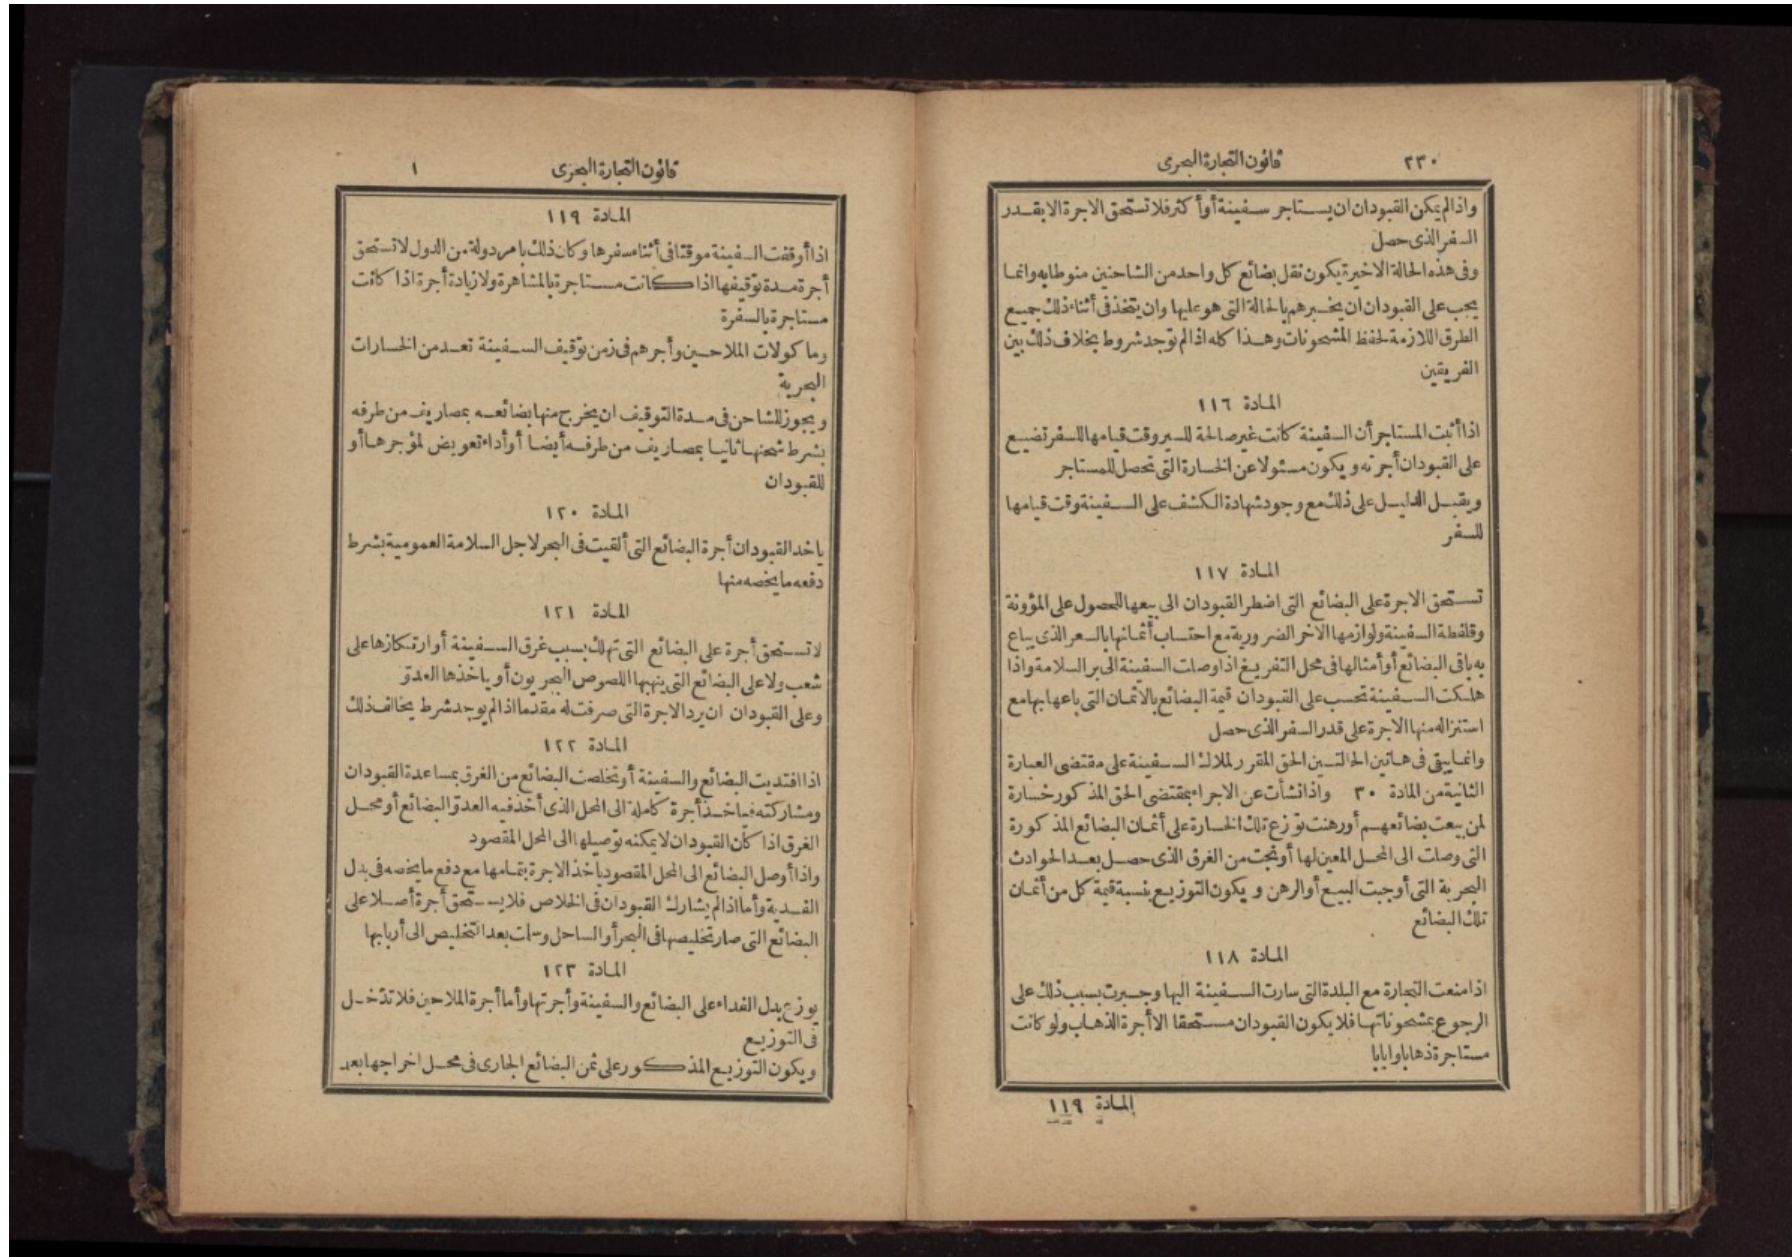 ٢٣٠
قانون التجارة البحرى
واذا لم يمكن القبودان ان يستاجر سفينة أو أكثر فلا تستحق الاجرة الا بقدر
السفر الذى حصل
وفى هذه الحالة الاخيرة يكون نقل بضائع كل واحد من الشاحنين منوطا به وانما
يجب على القبودان ان يخبرهم بالحالة التى هو عليها وان يتخذ فى أثناء ذلك جميع
الطرق اللازمة لحفظ المشحونات وهذا كله اذا لم توجد شروط بخلاف ذلك بين
الفريقين
المادة ١١٦
اذا أثبت المستاجر أن السفينة كانت غير صالحة للسير وقت قيامها للسفر تضيع
على القبودان أجرته ويكون مسئولا عن الخسارة التى تحصل للمستاجر
ويقبل الدليل على ذلك مع وجود شهادة الكشف على السفينة وقت قيامها
للسفر
المادة ١١٧
تستحق الاجرة على البضائع التى اضطر القبودان الى بيعها للحصول على المؤونة
وقلفطة السفينة ولوازمها الاخر الضرورية مع احتساب أثمانها بالسعر الذى يباع
به باقى البضائع أو أمثالها فى محل التفريغ اذا وصلت السفينة الى بر السلامة واذا
هلكت السفينة تحسب على القبودان قيمة البضائع بالاثمان التى باعها بها مع
استنزاله منها الاجرة على قدر السفر الذى حصل
وانما يبقى فى هاتين الحالتين الحق المقرر لملاك السفينة على مقتضى العبارة
الثانية من المادة ٣٠ واذا نشأت عن الاجراء بمقتضى الحق المذكور خسارة
لمن بيعت بضائعهم أو رهنت توزع تلك الخسارة على أثمان البضائع المذكورة
التى وصلت الى المحل المعين لها أو نجت من الغرق الذى حصل بعد الحوادث
البحرية التى أوجبت البيع أو الرهن ويكون التوزيع بنسبة قيمة كل من أثمان
تلك البضائع
المادة ١١٨
اذا منعت التجارة مع البلدة التى سارت السفينة اليها وجبرت بسبب ذلك على
الرجوع بمشحوناتها فلا يكون القبودان مستحقا الا أجرة الذهاب ولو كانت
مستاجرة ذهابا وايابا
المادة ١١٩
قانون التجارة البحرى
١
المادة ١١٩
اذا أوقفت السفينة موقتا فى أثناء سفرها وكان ذلك بامر دولة من الدول لا تستحق
أجرة مدة توقيفها اذا كانت مستاجرة بالمشاهرة ولا زيادة أجرة اذا كانت
مستاجرة بالسفرة
وماكولات الملاحين وأجرهم فى زمن توقيف السفينة تعد من الخسارات
البحرية
ويجوز للشاحن فى مدة التوقيف ان يخرج منها بضائعه بمصاريف من طرفه
بشرط شحنها ثانيا بمصاريف من طرفه أيضا أو أداء تعويض لمؤجرها أو
للقبودان
المادة ١٢٠
ياخد القبودان أجرة البضائع التى ألقيت فى البحر لاجل السلامة العمومية بشرط
دفعه ما يخصه منها
المادة ١٢١
لا تستحق أجرة على البضائع التى تهلك بسبب غرق السفينة أو ارتكازها على
شعب ولا على البضائع التى ينهبها اللصوص البحريون أو ياخذها العدوّ
وعلى القبودان ان يرد الاجرة التى صرفت له مقدما اذا لم يوجد شرط يخالف ذلك
المادة ١٢٢
اذا افتديت البضائع والسفينة أو تخلصت البضائع من الغرق بمساعدة القبودان
ومشاركته فياخذ أجرة كاملة الى المحل الذى أخذ فيه العدوّ البضائع أو محل
الغرق اذا كان القبودان لا يمكنه توصيلها الى المحل المقصود
واذا أوصل البضائع الى المحل المقصود ياخذ الاجرة بتمامها مع دفع ما يخصه فى بدل
الفدية وأما اذا لم يشارك القبودان فى الخلاص فلا يستحق أجرة أصلا على
البضائع التى صار تخليصها فى البحر أو الساحل وسلمت بعد التخليص الى أربابها
المادة ١٢٣
يوزع بدل الفداء على البضائع والسفينة وأجرتها وأما أجرة الملاحين فلا تدخل
فى التوزيع
ويكون التوزيع المذكور على ثمن البضائع الجارى فى محل اخراجها بعد